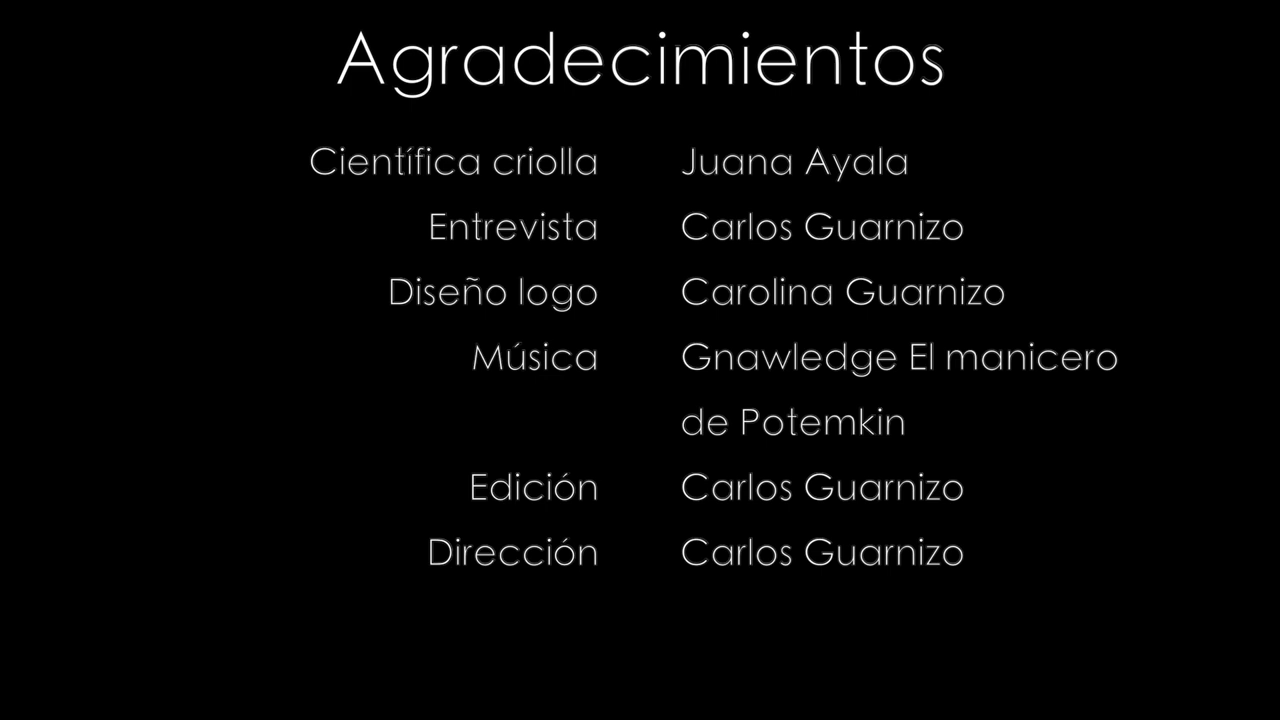 Agradecimientos
Científica criolla Juana Ayala
Entrevista Carlos Guarnizo
Diseño logo Carolina Guarnizo
Música Gnawledge El manicero
de Potemkin
Edición Carlos Guarnizo
Dirección Carlos Guarnizo